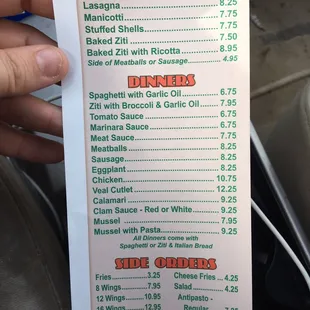 Lasagna 8.25
Manicotti 7.75
Stuffed Shells 7.75
Baked Ziti 7.50
Baked Ziti with Ricotta 8.95
Side of Meatballs or Sausage 4.95
DINNERS
Spaghetti with Garlic Oil 6.75
Ziti with Broccoli & Garlic Oil 7.95
Tomato Sauce 6.75
Marinara Sauce 6.75
Meat Sauce 7.75
Meatballs 8.25
Sausage 8.25
Eggplant 8.25
Chicken 10.75
Veal Cutlet 12.25
Calamari 9.25
Clam Sauce - Red or White 9.25
Mussel 7.95
Mussel with Pasta 9.25
All Dinners come with
Spaghetti or Ziti & Italian Bread
SIDE ORDERS
Fries 3.25 Cheese Fries 4.25
8 Wings 7.95 Salad 4.25
12 Wings 10.95 Antipasto -
15 Wings 12.95 Regular